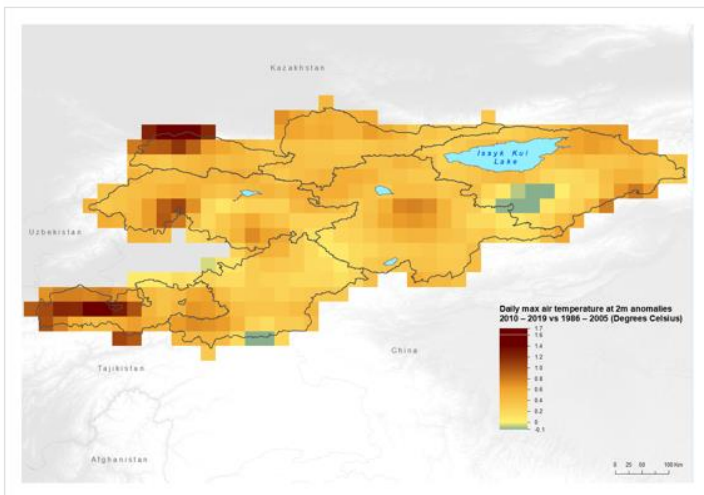 Kazakhstan
Issyk Kul
Lake
Uzbekistan
Daily max air temperature at 2m anomalies
2010 – 2019 vs 1986 – 2005 (Degrees Celsius)
1.7
1.6
1.4
1.2
1
0.8
0.6
0.4
0.2
0
-0.1
China
Tajikistan
Afghanistan
0 25 50 100 Km